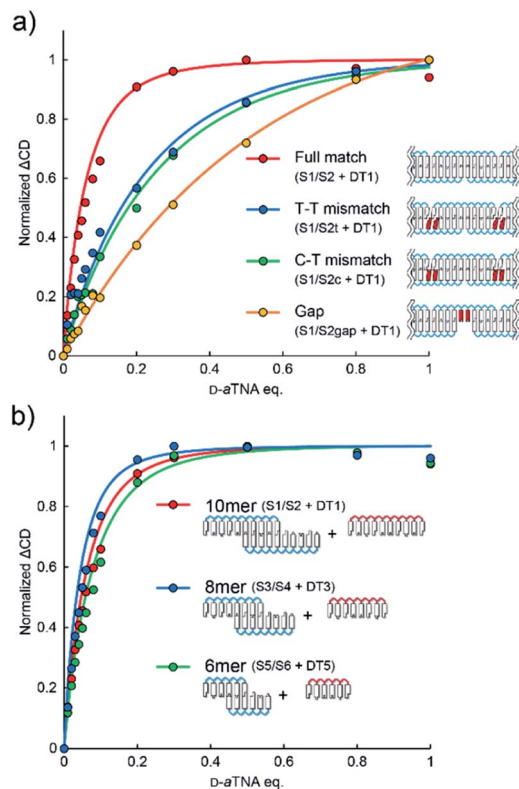 a)
Normalized ΔCD
1
0.8
0.6
0.4
0.2
0
0
0.2
0.4
0.6
0.8
1
D-aTNA eq.
Full match
(S1/S2 + DT1)
T-T mismatch
(S1/S2t + DT1)
C-T mismatch
(S1/S2c + DT1)
Gap
(S1/S2gap + DT1)
b)
Normalized ΔCD
1
0.8
0.6
0.4
0.2
0
0
0.2
0.4
0.6
0.8
1
D-aTNA eq.
10mer (S1/S2 + DT1)
+
8mer (S3/S4 + DT3)
+
6mer (S5/S6 + DT5)
+